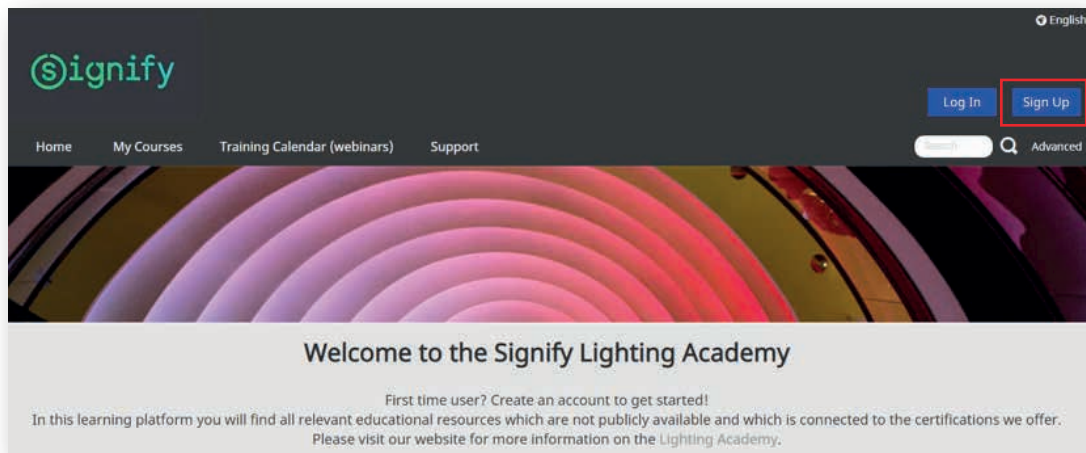 English
signify
Log In
Sign Up
Home
My Courses
Training Calendar (webinars)
Support
Search
Advanced
Welcome to the Signify Lighting Academy
First time user? Create an account to get started!
In this learning platform you will find all relevant educational resources which are not publicly available and which is connected to the certifications we offer.
Please visit our website for more information on the Lighting Academy.